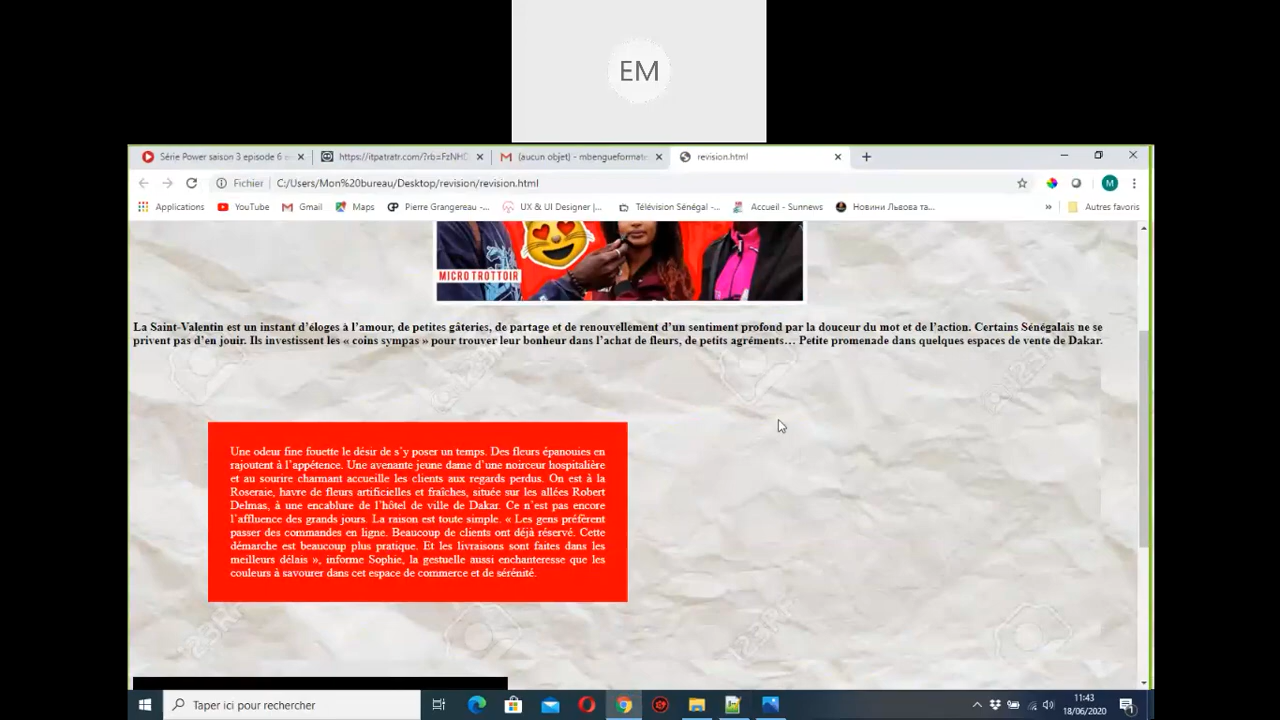 EM
Série Power saison 3 episode 6 e
https://itpatratr.com/?rb=FzNHD
(aucun objet) - mbengueformate
revision.html
Fichier
C:/Users/Mon%20bureau/Desktop/revision/revision.html
M
Applications
YouTube
Gmail
Maps
Pierre Grangereau -...
UX & UI Designer |...
Télévision Sénégal -...
Accueil - Sunnews
Новини Львова та...
»
Autres favoris
MICRO TROTTOIR
La Saint-Valentin est un instant d’éloges à l’amour, de petites gâteries, de partage et de renouvellement d’un sentiment profond par la douceur du mot et de l’action. Certains Sénégalais ne se
privent pas d’en jouir. Ils investissent les « coins sympas » pour trouver leur bonheur dans l’achat de fleurs, de petits agréments… Petite promenade dans quelques espaces de vente de Dakar.
Une odeur fine fouette le désir de s’y poser un temps. Des fleurs épanouies en
rajoutent à l’appétence. Une avenante jeune dame d’une noirceur hospitalière
et au sourire charmant accueille les clients aux regards perdus. On est à la
Roseraie, havre de fleurs artificielles et fraîches, située sur les allées Robert
Delmas, à une encablure de l’hôtel de ville de Dakar. Ce n’est pas encore
l’affluence des grands jours. La raison est toute simple. « Les gens préfèrent
passer des commandes en ligne. Beaucoup de clients ont déjà réservé. Cette
démarche est beaucoup plus pratique. Et les livraisons sont faites dans les
meilleurs délais », informe Sophie, la gestuelle aussi enchanteresse que les
couleurs à savourer dans cet espace de commerce et de sérénité.
Taper ici pour rechercher
11:43
18/06/2020